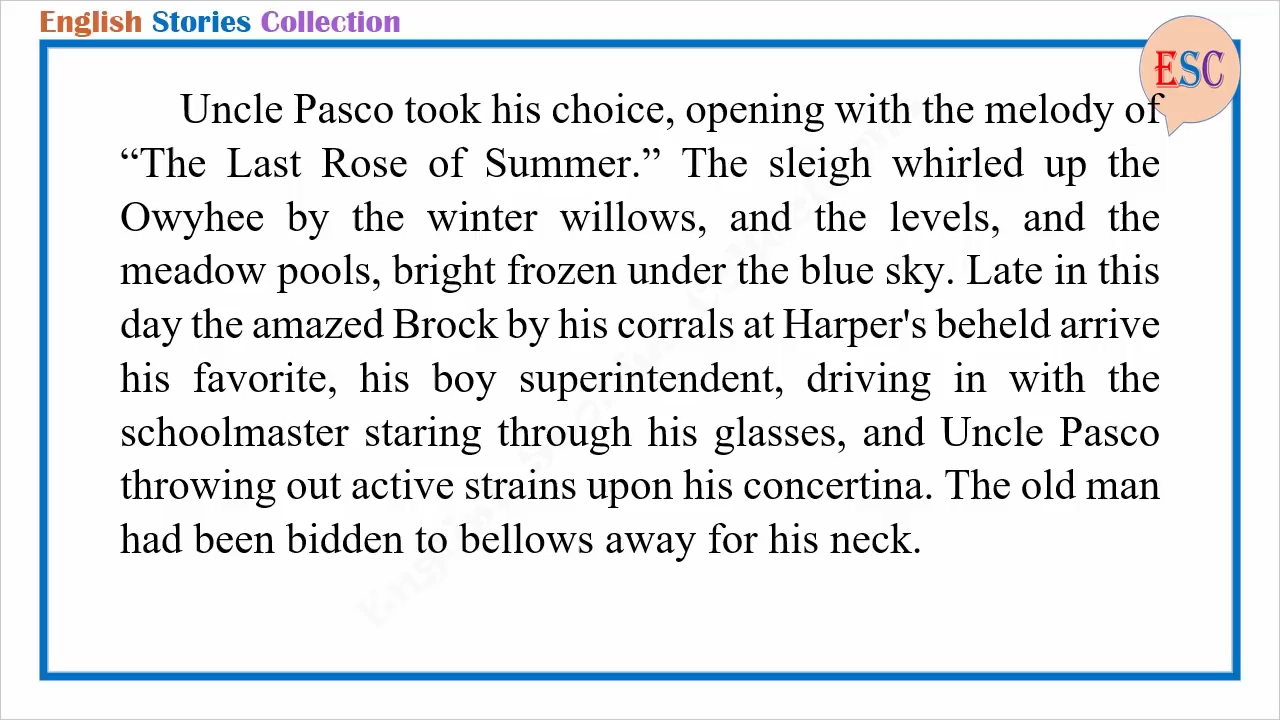 English Stories Collection
ESC
Uncle Pasco took his choice, opening with the melody of
“The Last Rose of Summer.” The sleigh whirled up the
Owyhee by the winter willows, and the levels, and the
meadow pools, bright frozen under the blue sky. Late in this
day the amazed Brock by his corrals at Harper's beheld arrive
his favorite, his boy superintendent, driving in with the
schoolmaster staring through his glasses, and Uncle Pasco
throwing out active strains upon his concertina. The old man
had been bidden to bellows away for his neck.